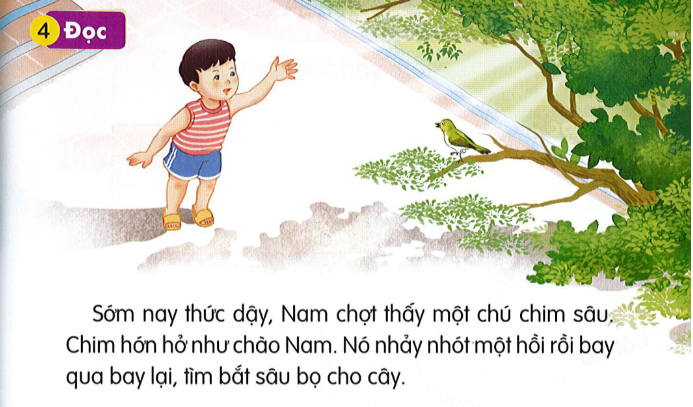 4 Đọc
Sớm nay thức dậy, Nam chợt thấy một chú chim sâu.
Chim hớn hở như chào Nam. Nó nhảy nhót một hồi rồi bay
qua bay lại, tìm bắt sâu bọ cho cây.